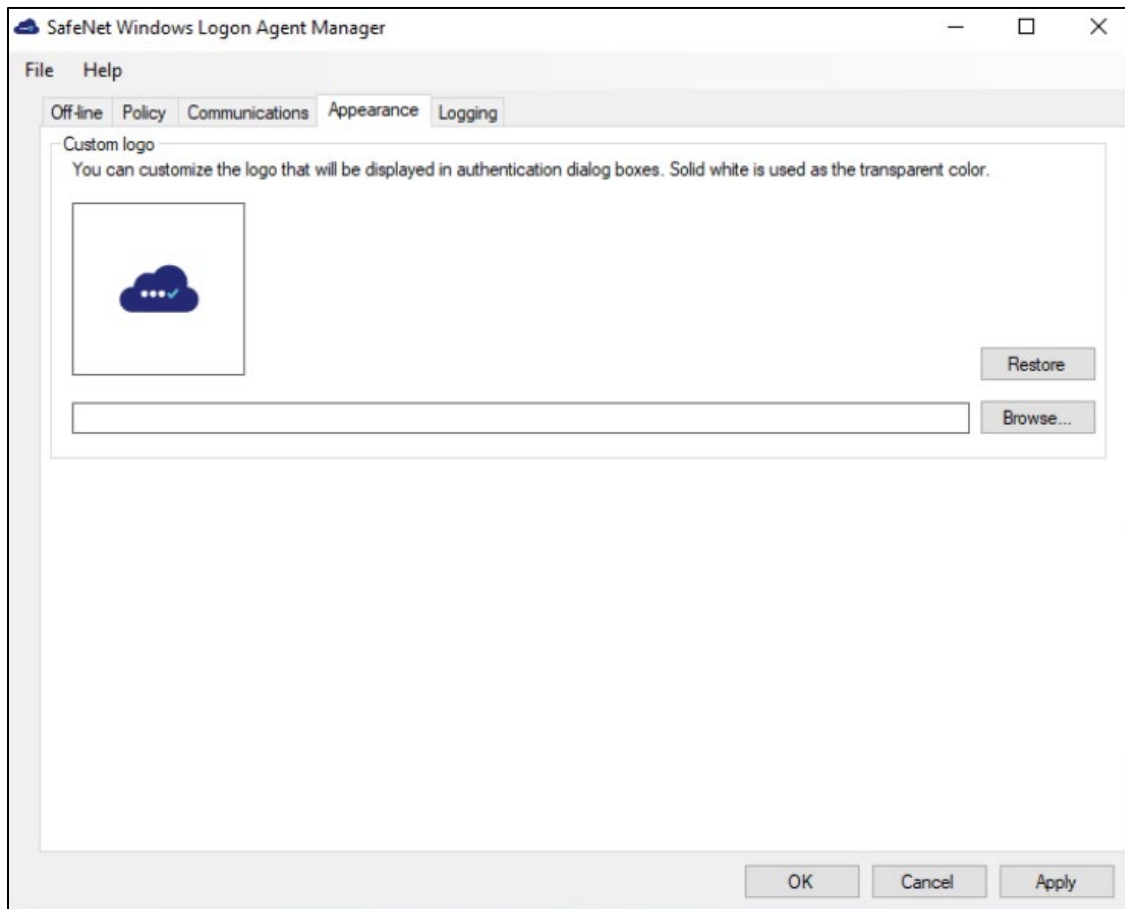 SafeNet Windows Logon Agent Manager
File Help
Off-line Policy Communications Appearance Logging
Custom logo
You can customize the logo that will be displayed in authentication dialog boxes. Solid white is used as the transparent color.
Restore
Browse...
OK Cancel Apply